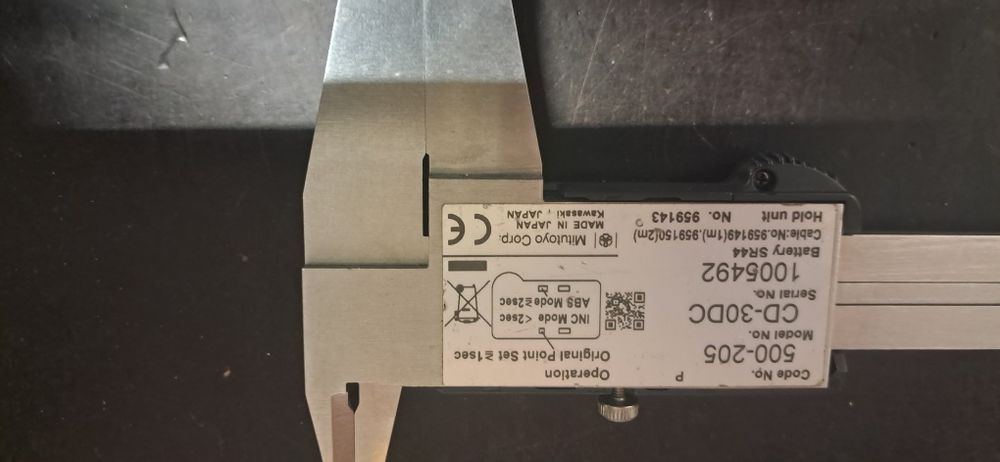 Code No.
500-205
Model No.
CD-30DC
Serial No.
1005492
Battery SR44
Cable:No.959149(1m).959150(2m)
Hold unit No. 959143
P
Operation
Original Point Set ≧1sec
INC Mode <2sec
ABS Mode≧2sec
Mitutoyo Corp.
MADE IN JAPAN
Kawasaki, JAPAN
CE